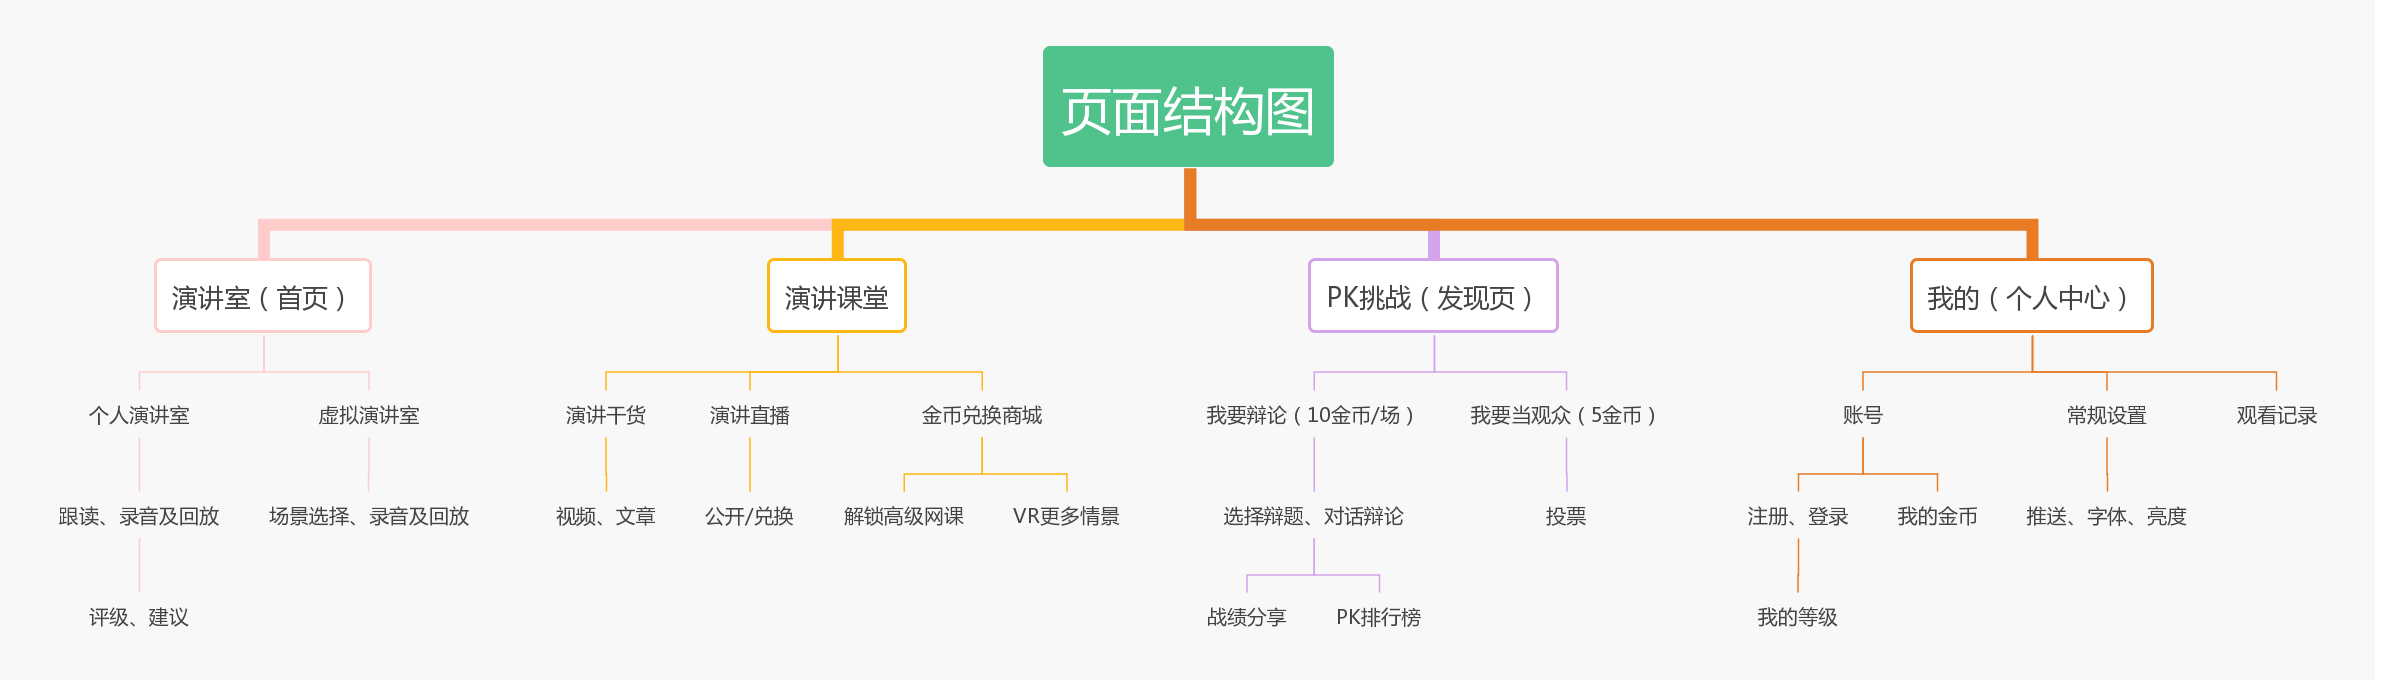 页面结构图
演讲室（首页）
演讲课堂
PK挑战（发现页）
我的（个人中心）
个人演讲室
虚拟演讲室
演讲干货
演讲直播
金币兑换商城
我要辩论（10金币/场）
我要当观众（5金币）
账号
常规设置
观看记录
跟读、录音及回放
场景选择、录音及回放
视频、文章
公开/兑换
解锁高级网课
VR更多情景
选择辩题、对话辩论
投票
注册、登录
我的金币
推送、字体、亮度
评级、建议
战绩分享
PK排行榜
我的等级